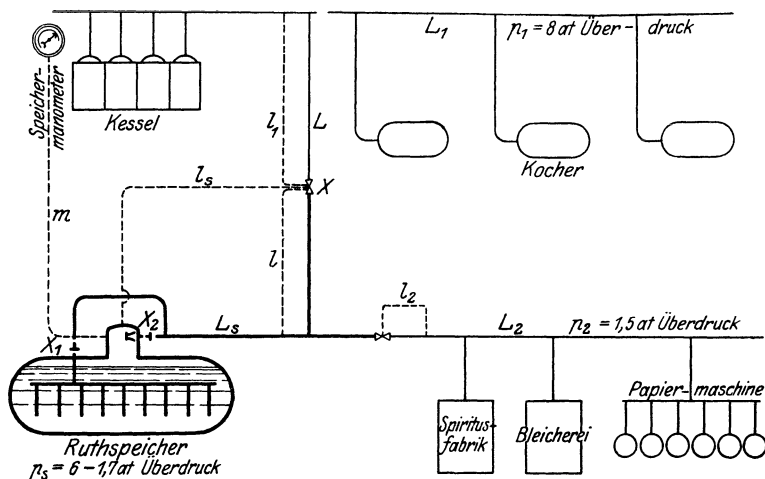 L₁
p₁ = 8 at Über- druck
Speicher-
manometer
Kessel
l₁
L
Kocher
lₛ
X
m
l
l₂
X₂
X₁
Lₛ
L₂
p₂ = 1,5 at Überdruck
Papier-maschine
Spiritus-
fabrik
Bleicherei
Ruthspeicher
pₛ = 6 – 1,7 at Überdruck